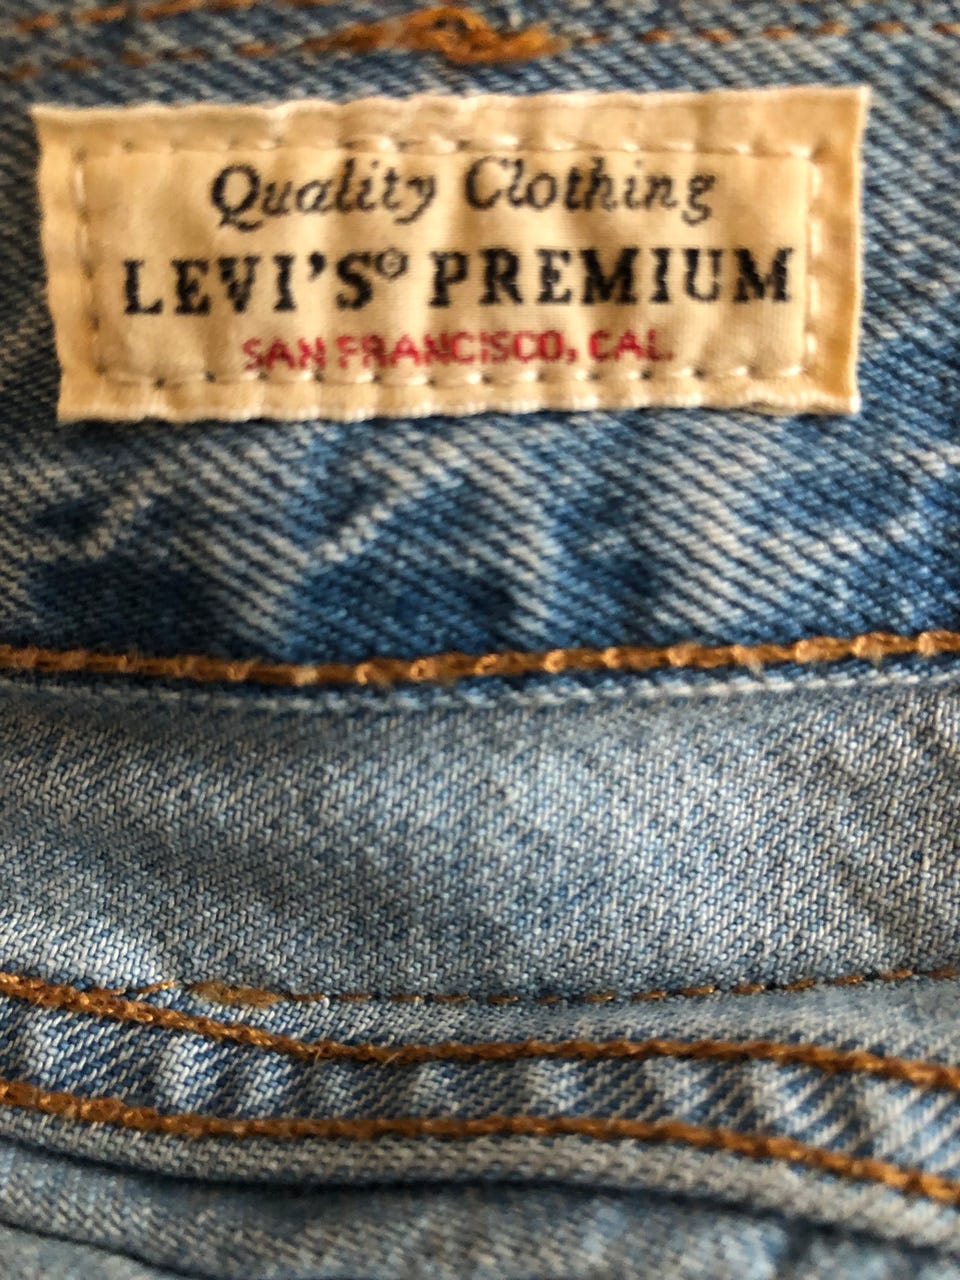 Quality Clothing
LEVI'S® PREMIUM
SAN FRANCISCO, CAL.